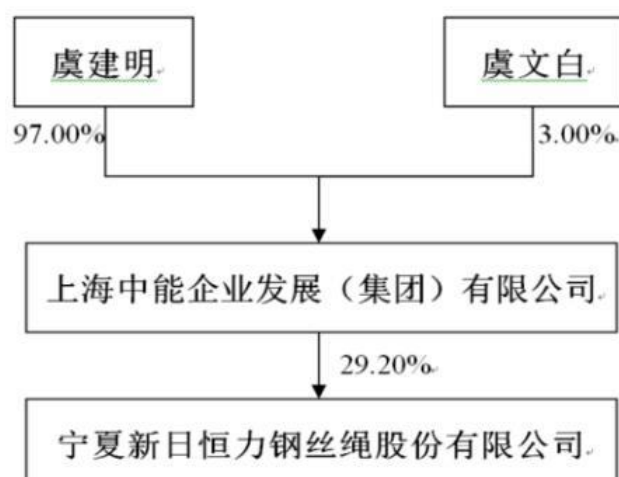 虞建明
虞文白
97.00%
3.00%
上海中能企业发展（集团）有限公司
29.20%
宁夏新日恒力钢丝绳股份有限公司